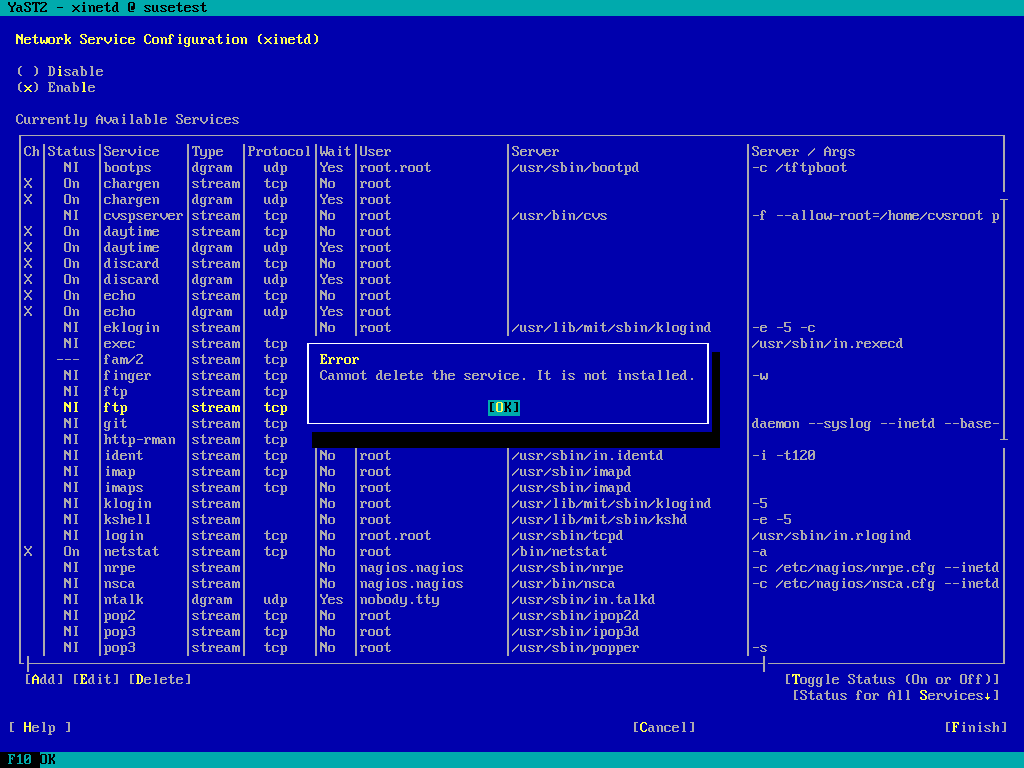 YaST2 - xinetd @ susetest
Network Service Configuration (xinetd)
( ) Disable
(x) Enable
Currently Available Services
Ch|Status|Service |Type |Protocol|Wait|User |Server |Server / Args
NI bootps dgram udp Yes root.root /usr/sbin/bootpd -c /tftpboot
X On chargen stream tcp No root
X On chargen dgram udp Yes root
NI cvspserver stream tcp No root /usr/bin/cvs -f --allow-root=/home/cvsroot p
X On daytime stream tcp No root
X On daytime dgram udp Yes root
X On discard stream tcp No root
X On discard dgram udp Yes root
X On echo stream tcp No root
X On echo dgram udp Yes root
NI eklogin stream No root /usr/lib/mit/sbin/klogind -e -5 -c
NI exec stream tcp /usr/sbin/in.rexecd
--- fam/2 stream tcp
NI finger stream tcp -w
NI ftp stream tcp
NI ftp stream tcp
NI git stream tcp daemon --syslog --inetd --base-
NI http-rman stream tcp
Error
Cannot delete the service. It is not installed.
[OK]
NI ident stream tcp No root /usr/sbin/in.identd -i -t120
NI imap stream tcp No root /usr/sbin/imapd
NI imaps stream tcp No root /usr/sbin/imapd
NI klogin stream No root /usr/lib/mit/sbin/klogind -5
NI kshell stream No root /usr/lib/mit/sbin/kshd -e -5
NI login stream tcp No root.root /usr/sbin/tcpd /usr/sbin/in.rlogind
X On netstat stream tcp No root /bin/netstat -a
NI nrpe stream tcp No nagios.nagios /usr/sbin/nrpe -c /etc/nagios/nrpe.cfg --inetd
NI nsca stream tcp No nagios.nagios /usr/bin/nsca -c /etc/nagios/nsca.cfg --inetd
NI ntalk dgram udp Yes nobody.tty /usr/sbin/in.talkd
NI pop2 stream tcp No root /usr/sbin/ipop2d
NI pop3 stream tcp No root /usr/sbin/ipop3d
NI pop3 stream tcp No root /usr/sbin/popper -s
[Add] [Edit] [Delete] [Toggle Status (On or Off)]
[Status for All Services↓]
[ Help ] [Cancel] [Finish]
F10 OK